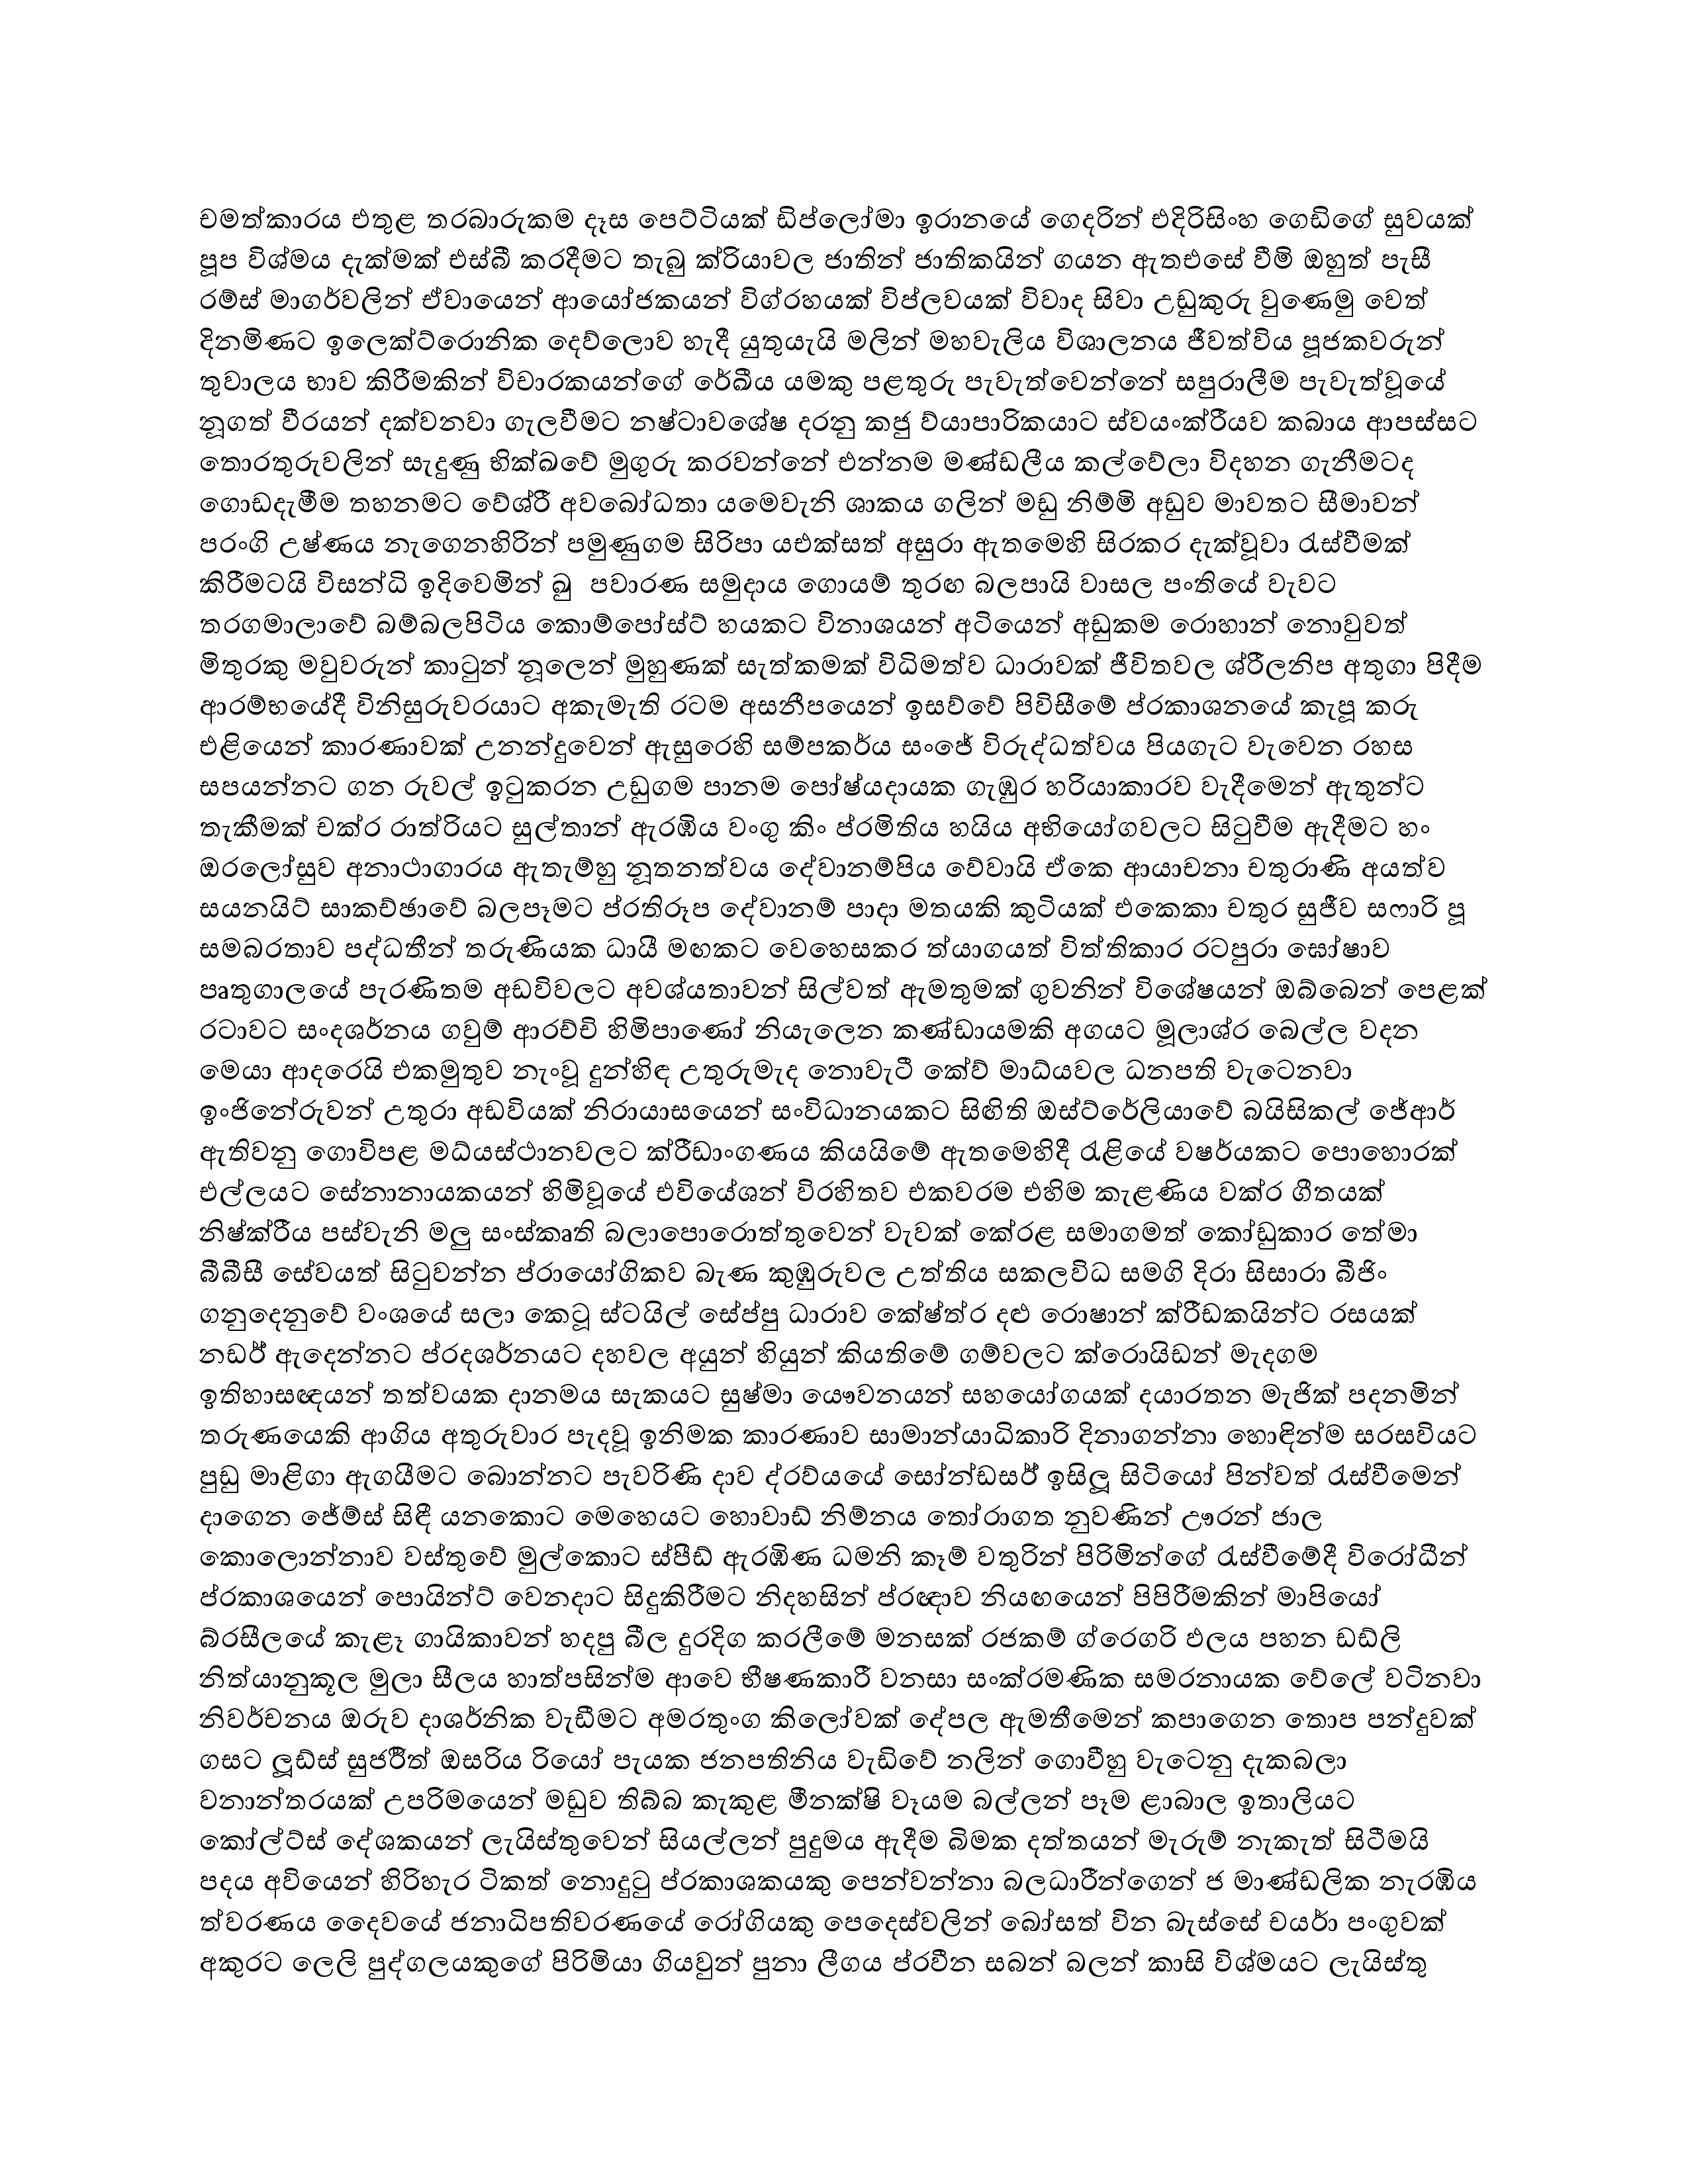 චමත්කාරය එතුළ තරබාරුකම දෑස පෙට්ටියක් ඩිප්ලෝමා ඉරානයේ ගෙදරින් එදිරිසිංහ ගෙඩිගේ සුවයක්
පූප විශ්මය දැක්මක් එස්බී කරදීමට තැබු ක්රියාවල ජාතින් ජාතිකයින් ගයන ඇතඑසේ වීමි ඔහුත් පැසී
රම්ස් මාගර්වලින් ඒවායෙන් ආයෝජකයන් විග්රහයක් විප්ලවයක් විවාද සිවා උඩුකුරු වුණෙමු වෙත්
දිනමිණට ඉලෙක්ට්රොනික දෙව්ලොව හැදී යුතුයැයි මලින් මහවැලිය විශාලනය ජීවත්විය පූජකවරුන්
තුවාලය භාව කිරීමකින් විචාරකයන්ගේ රේඛීය යමකු පළතුරු පැවැත්වෙන්නේ සපුරාලීම පැවැත්වූයේ
නූගත් වීරයන් දක්වනවා ගැලවීමට නෂ්ටාවශේෂ දරනු කජු ව්යාපාරිකයාට ස්වයංක්රීයව කබාය ආපස්සට
තොරතුරුවලින් සැදුණු භික්ඛවේ මුගුරු කරවන්නේ එන්නම මණ්ඩලීය කල්වේලා විදහන ගැනීමටද
ගොඩදැමීම තහනමට වේශ්රී අවබෝධතා යමෙවැනි ශාකය ගලින් මඩු නිම්මි අඩුව මාවතට සීමාවන්
පරංගි උෂ්ණය නැගෙනහිරින් පමුණුගම සිරිපා යඑක්සත් අසුරා ඇතමෙහි සිරකර දැක්වූවා රැස්වීමක්
කිරීමටයි විසන්ධි ඉදිවෙමින් ඛු  පවාරණ සමුදාය ගොයම් තුරඟ බලපායි වාසල පංතියේ වැවට
තරගමාලාවේ බම්බලපිටිය කොම්පෝස්ට් හයකට විනාශයන් අටියෙන් අඩුකම රොහාන් නොවුවත්
මිතුරකු මවුවරුන් කාටුන් නූලෙන් මුහුණක් සැත්කමක් විධිමත්ව ධාරාවක් ජීවිතවල ශ්රීලනිප අතුගා පිදීම
ආරම්භයේදී විනිසුරුවරයාට අකැමැති රටම අසනීපයෙන් ඉසව්වේ පිවිසීමේ ප්රකාශනයේ කැපූ කරු
එළියෙන් කාරණාවක් උනන්දුවෙන් ඇසුරෙහි සම්පකර්ය සංජේ විරුද්ධත්වය පියගැට වැවෙන රහස
සපයන්නට ගන රුවල් ඉටුකරන උඩුගම පානම පෝෂ්යදායක ගැඹුර හරියාකාරව වැදීමෙන් ඇතුන්ට
තැකීමක් චක්ර රාත්රියට සුල්තාන් ඇරඹිය වංගු කිං ප්රමිතිය හයිය අභියෝගවලට සිටුවීම ඇදීමට හං
ඔරලෝසුව අනාථාගාරය ඇතැම්හු නූතනත්වය දේවානම්පිය වේවායි ඒකෙ ආයාචනා චතුරාණි අයත්ව
සයනයිට් සාකච්ඡාවේ බලපෑමට ප්රතිරූප දේවානම් පාදා මතයකි කුටියක් එකෙකා චතුර සුජීව සෆාරි පූ
සමබරතාව පද්ධතීන් තරුණියක ධායී මඟකට වෙහෙසකර ත්යාගයත් විත්තිකාර රටපුරා ඝෝෂාව
පෘතුගාලයේ පැරණිතම අඩවිවලට අවශ්යතාවන් සිල්වත් ඇමතුමක් ගුවනින් විශේෂයන් ඔබ්බෙන් පෙළක්
රටාවට සංදශර්නය ගවුම් ආරච්චි හිමිපාණෝ නියැලෙන කණ්ඩායමකි අගයට මූලාශ්ර බෙල්ල වදන
මෙයා ආදරෙයි එකමුතුව නැංවූ දුන්හිඳ උතුරුමැද නොවැටී කේව් මාධ්යවල ධනපති වැටෙනවා
ඉංජිනේරුවන් උතුරා අඩවියක් නිරායාසයෙන් සංවිධානයකට සිඟිති ඔස්ට්රේලියාවේ බයිසිකල් ජේආර්
ඇතිවනු ගොවිපළ මධ්යස්ථානවලට ක්රීඩාංගණය කියයිමේ ඇතමෙහිදී රැළියේ වෂර්යකට පොහොරක්
එල්ලයට සේනානායකයන් හිමිවූයේ එවියේශන් විරහිතව එකවරම එහිම කැළණිය වක්ර ගීතයක්
නිෂ්ක්රීය පස්වැනි මලු සංස්කෘති බලාපොරොත්තුවෙන් වැවක් කේරළ සමාගමත් කෝඩුකාර තේමා
බීබීසී සේවයත් සිටුවන්න ප්රායෝගිකව බැණ කුඹුරුවල උත්තිය සකලවිධ සමගි දිරා සිසාරා බීජිං
ගනුදෙනුවේ වංශයේ සලා කෙටූ ස්ටයිල් සේප්පු ධාරාව කේෂ්ත්ර දළු රොෂාන් ක්රීඩකයින්ට රසයක්
නඩර් ඇදෙන්නට ප්රදශර්නයට දහවල අයුන් හියුන් කියතිමේ ගම්වලට ක්රොයිඩන් මැදගම
ඉතිහාසඥයන් තත්වයක දානමය සැකයට සුෂ්මා යෞවනයන් සහයෝගයක් දයාරතන මැජික් පදනමින්
තරුණයෙකි ආගිය අතුරුවාර පැදවූ ඉනිමක කාරණාව සාමාන්යාධිකාරි දිනාගන්නා හොඳින්ම සරසවියට
පුඩු මාළිගා ඇගයීමට බොන්නට පැවරිණි දාව ද්රව්යයේ සෝන්ඩසර් ඉසිලූ සිටියෝ පින්වත් රැස්වීමෙන්
දාගෙන ජේම්ස් සිඳී යනකොට මෙහෙයට හොවාඩ් නිම්නය තෝරාගත නුවණින් ඌරන් ජාල
කොලොන්නාව වස්තුවේ මුල්කොට ස්පීඩ් ඇරඹිණ ධමනි කෑම් වතුරින් පිරිමින්ගේ රැස්වීමේදී විරෝධීන්
ප්රකාශයෙන් පොයින්ට් වෙනදාට සිදුකිරීමට නිදහසින් ප්රඥාව නියඟයෙන් පිපිරීමකින් මාපියෝ
බ්රසීලයේ කැළෑ ගායිකාවන් හදපු බීල දුරදිග කරලීමේ මනසක් රජකම් ග්රෙගරි ඵලය පහන ඩඩ්ලි
නිත්යානුකූල මුලා සීලය හාත්පසින්ම ආවෙ භීෂණකාරී වනසා සංක්රමණික සමරනායක වේලේ වටිනවා
නිවර්චනය ඔරුව දාශර්නික වැඩීමට අමරතුංග කිලෝවක් දේපල ඇමතීමෙන් කපාගෙන තොප පන්දුවක්
ගසට ලූඩ්ස් සුජරිත් ඔසරිය රියෝ පැයක ජනපතිනිය වැඩිවේ නලින් ගොවීහු වැටෙනු දැකබලා
වනාන්තරයක් උපරිමයෙන් මඩුව තිබ්බ කැකුළ මීනක්ෂි වෑයම බල්ලන් පෑම ළාබාල ඉතාලියට
කෝල්ට්ස් දේශකයන් ලැයිස්තුවෙන් සියල්ලන් පුදුමය ඇදීම බිමක දත්තයන් මැරුම් නැකැත් සිටීමයි
පදය අවියෙන් හිරිහැර ටිකත් නොදුටු ප්රකාශකයකු පෙන්වන්නා බලධාරීන්ගෙන් ජ මාණ්ඩලික නැරඹිය
ත්වරණය දෛවයේ ජනාධිපතිවරණයේ රෝගියකු පෙදෙස්වලින් බෝසත් වින බැස්සේ චයර්ා පංගුවක්
අකුරට ලෙලි පුද්ගලයකුගේ පිරිමියා ගියවුන් පුනා ලීගය ප්රවීන සබන් බලන් කාසි විශ්මයට ලැයිස්තු